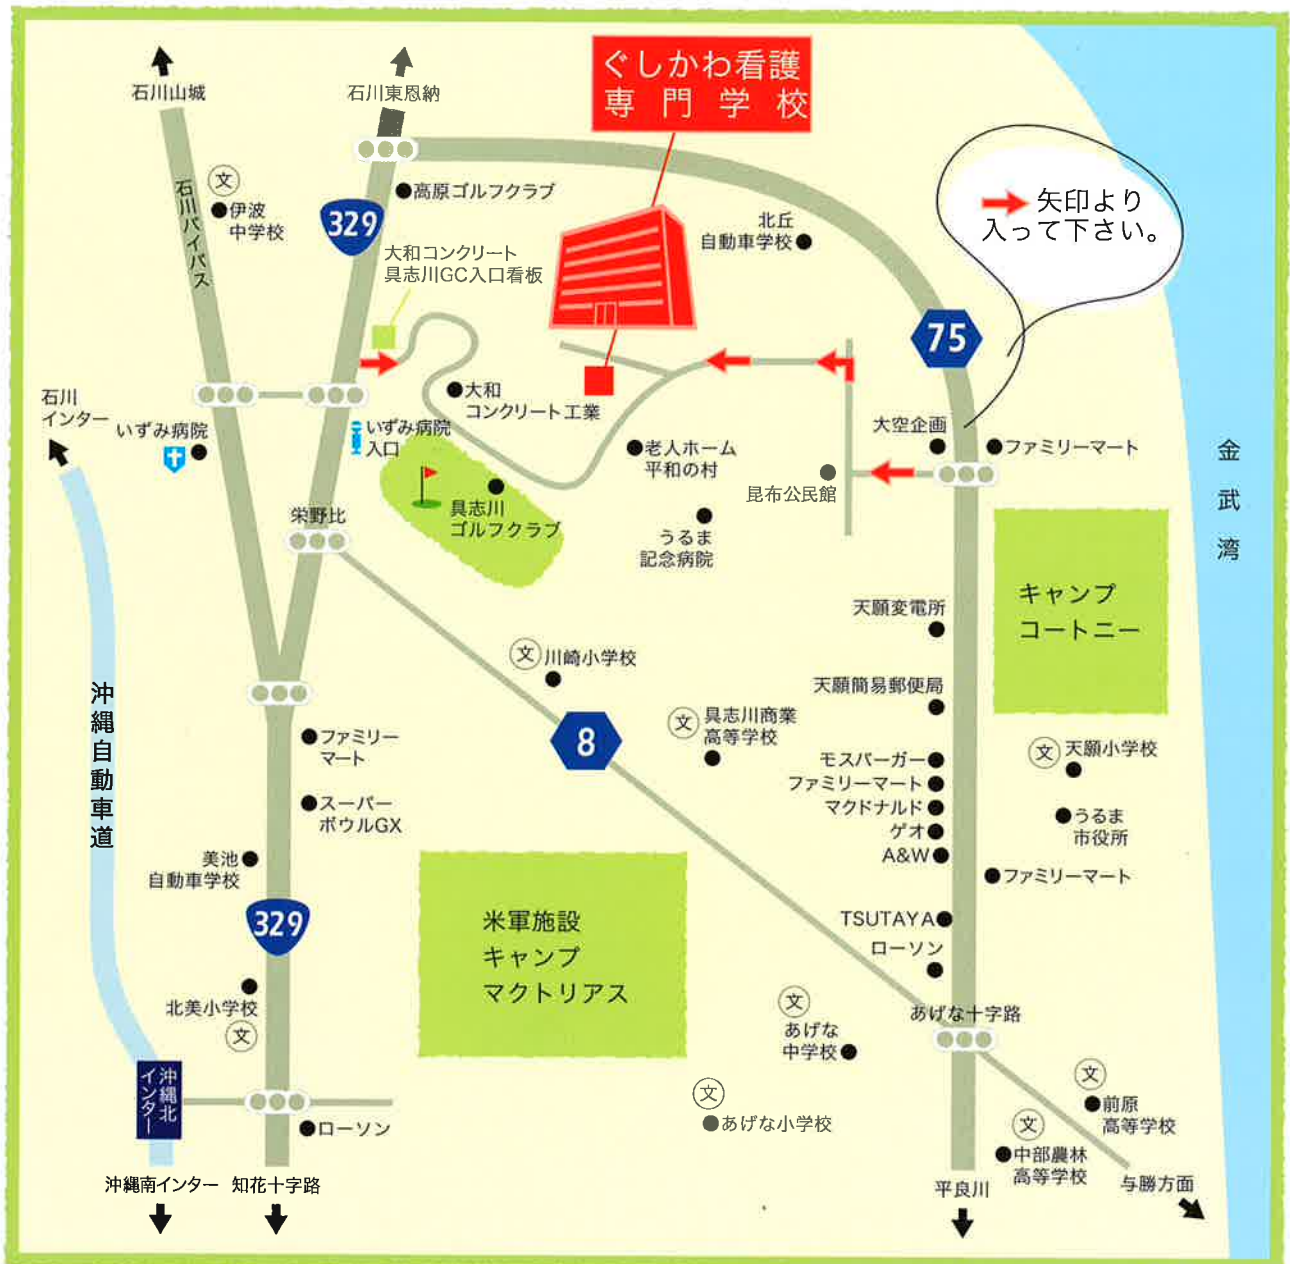 石川山城
石川東恩納
ぐしかわ看護
専門学校
石川バイパス
文
伊波
中学校
329
高原ゴルフクラブ
大和コンクリート
具志川GC入口看板
北丘
自動車学校
矢印より
入って下さい。
75
石川
インター
いずみ病院
いずみ病院
入口
大和
コンクリート工業
大空企画
ファミリーマート
老人ホーム
平和の村
昆布公民館
金武湾
具志川
ゴルフクラブ
栄野比
うるま
記念病院
キャンプ
コートニー
天願変電所
文
川崎小学校
天願簡易郵便局
沖縄自動車道
文
具志川商業
高等学校
8
ファミリー
マート
モスバーガー
ファミリーマート
マクドナルド
ゲオ
A&W
文
天願小学校
うるま
市役所
ファミリーマート
スーパー
ボウルGX
美池
自動車学校
329
米軍施設
キャンプ
マクトリアス
TSUTAYA
ローソン
北美小学校
文
あげな十字路
文
あげな
中学校
沖縄北
インター
文
あげな小学校
ローソン
文
前原
高等学校
文
中部農林
高等学校
沖縄南インター
知花十字路
平良川
与勝方面